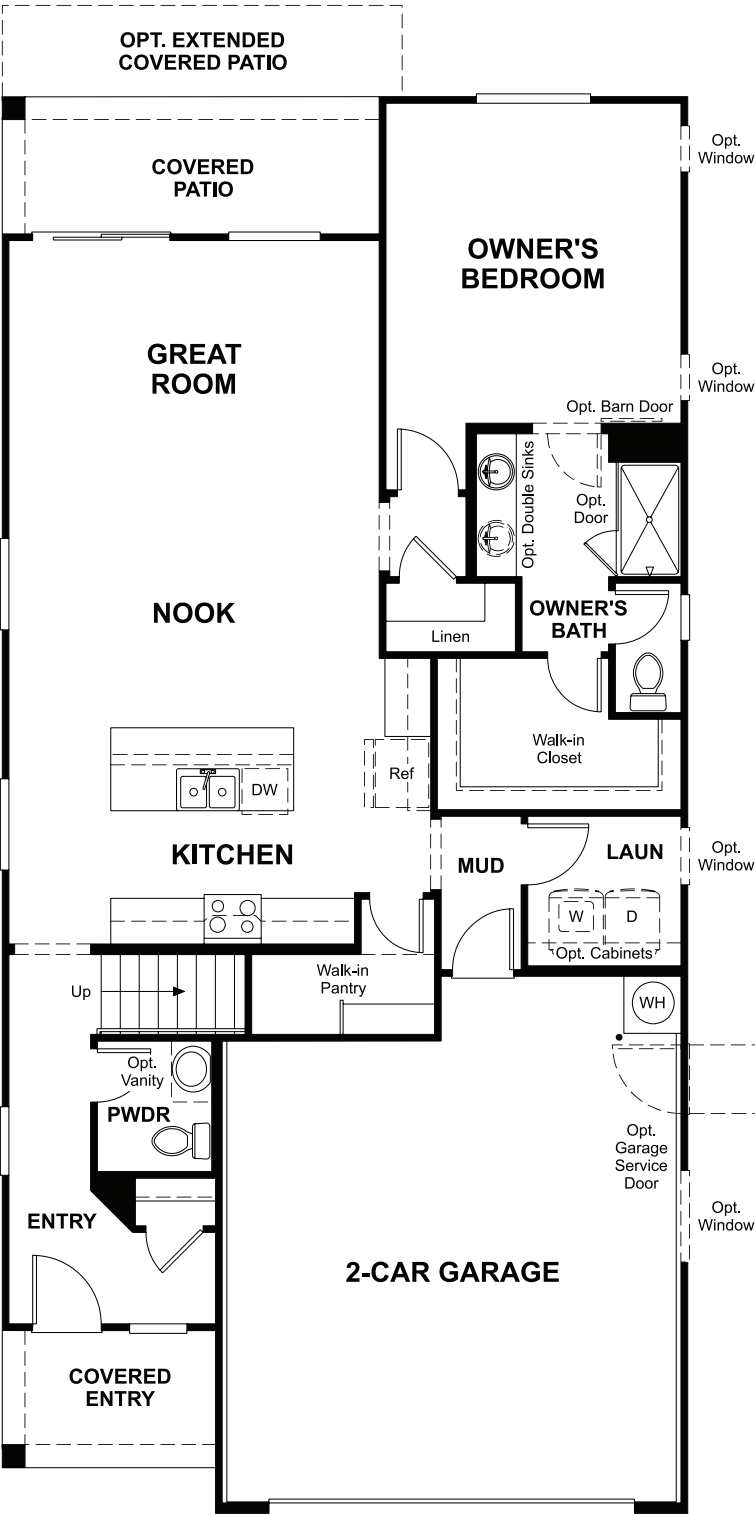 OPT. EXTENDED
COVERED PATIO
COVERED
PATIO
Opt.
Window
OWNER'S
BEDROOM
GREAT
ROOM
Opt.
Window
Opt. Barn Door
Opt. Double Sinks
Opt.
Door
NOOK
OWNER'S
BATH
Linen
Walk-in
Closet
Ref
DW
KITCHEN
MUD
LAUN
Opt.
Window
W
D
Opt. Cabinets
Walk-in
Pantry
Up
WH
Opt.
Vanity
PWDR
Opt.
Garage
Service
Door
ENTRY
Opt.
Window
2-CAR GARAGE
COVERED
ENTRY